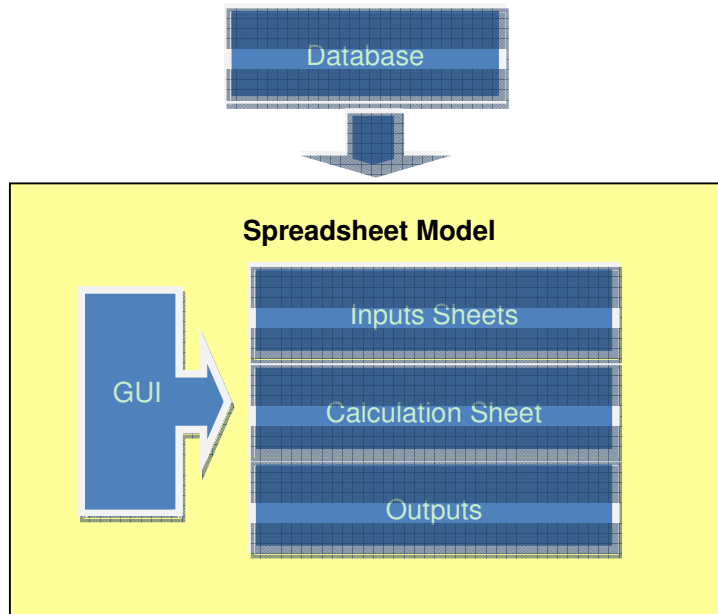 Database
Spreadsheet Model
Inputs Sheets
GUI
Calculation Sheet
Outputs